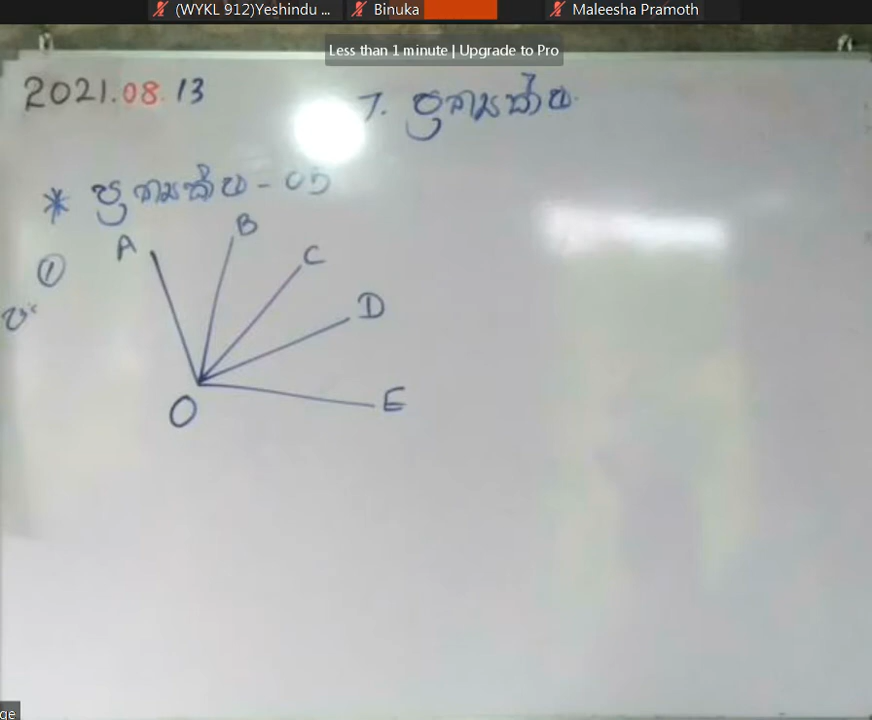 (WYKL 912)Yeshindu ...
Binuka
Maleesha Pramoth
Less than 1 minute | Upgrade to Pro
2021.08.13
7. ප්‍රත්‍යක්ෂ
* ප්‍රත්‍යක්ෂ - 05
A
B
①
C
D
E
O
ge